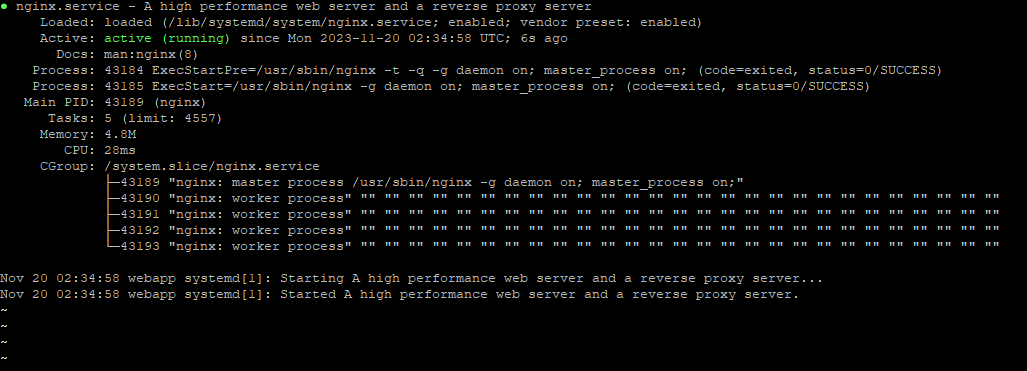 ● nginx.service - A high performance web server and a reverse proxy server
     Loaded: loaded (/lib/systemd/system/nginx.service; enabled; vendor preset: enabled)
     Active: active (running) since Mon 2023-11-20 02:34:58 UTC; 6s ago
       Docs: man:nginx(8)
    Process: 43184 ExecStartPre=/usr/sbin/nginx -t -q -g daemon on; master_process on; (code=exited, status=0/SUCCESS)
    Process: 43185 ExecStart=/usr/sbin/nginx -g daemon on; master_process on; (code=exited, status=0/SUCCESS)
   Main PID: 43189 (nginx)
      Tasks: 5 (limit: 4557)
     Memory: 4.8M
        CPU: 28ms
     CGroup: /system.slice/nginx.service
             ├─43189 "nginx: master process /usr/sbin/nginx -g daemon on; master_process on;"
             ├─43190 "nginx: worker process" "" "" "" "" "" "" "" "" "" "" "" "" "" "" "" "" "" "" "" "" "" "" "" "" "" "" ""
             ├─43191 "nginx: worker process" "" "" "" "" "" "" "" "" "" "" "" "" "" "" "" "" "" "" "" "" "" "" "" "" "" "" ""
             ├─43192 "nginx: worker process" "" "" "" "" "" "" "" "" "" "" "" "" "" "" "" "" "" "" "" "" "" "" "" "" "" "" ""
             └─43193 "nginx: worker process" "" "" "" "" "" "" "" "" "" "" "" "" "" "" "" "" "" "" "" "" "" "" "" "" "" "" ""

Nov 20 02:34:58 webapp systemd[1]: Starting A high performance web server and a reverse proxy server...
Nov 20 02:34:58 webapp systemd[1]: Started A high performance web server and a reverse proxy server.
~
~
~
~